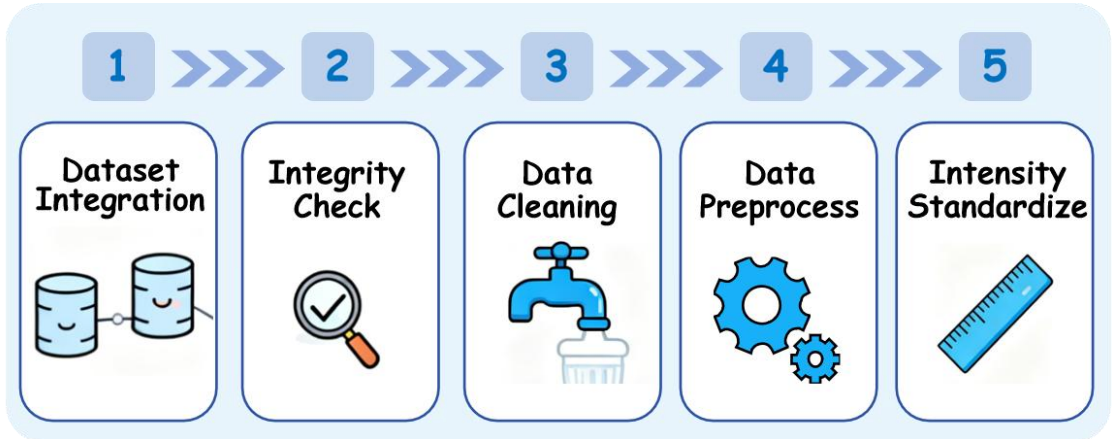 1
2
3
4
5
Dataset
Integration
Integrity
Check
Data
Cleaning
Data
Preprocess
Intensity
Standardize